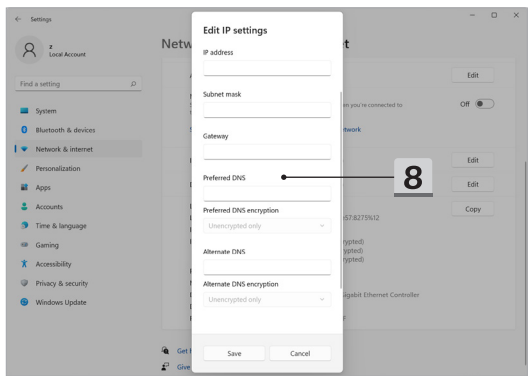 Settings
z
Local Account
Find a setting
System
Bluetooth & devices
Network & internet
Personalization
Apps
Accounts
Time & language
Gaming
Accessibility
Privacy & security
Windows Update
Netw
Edit
en you're connected to
Off
twork
Edit
Edit
Copy
e57:8275%12
rypted)
rypted)
rypted)
Gigabit Ethernet Controller
Get
Give
Edit IP settings
IP address
Subnet mask
Gateway
Preferred DNS
Preferred DNS encryption
Unencrypted only
Alternate DNS
Alternate DNS encryption
Unencrypted only
Save
Cancel
8